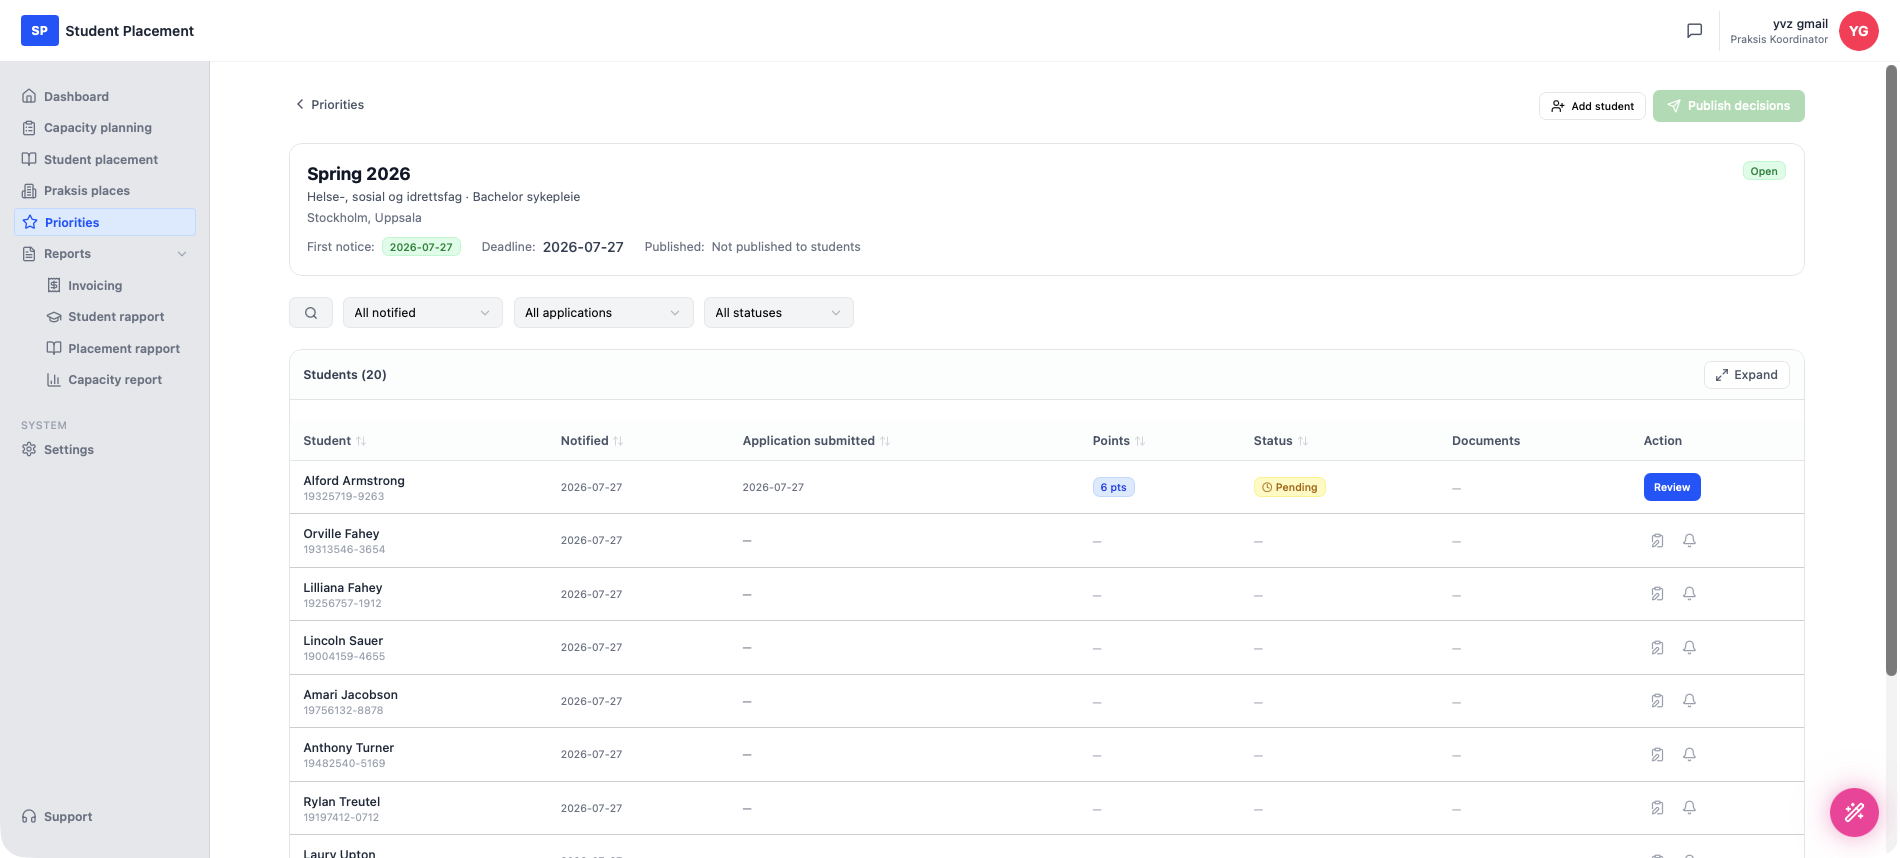 SP Student Placement
yvz gmail
Praksis Koordinator
YG
Dashboard
Capacity planning
Student placement
Praksis places
Priorities
Reports
Invoicing
Student rapport
Placement rapport
Capacity report
SYSTEM
Settings
Support
Priorities
Add student
Publish decisions
Spring 2026
Open
Helse-, sosial og idrettsfag · Bachelor sykepleie
Stockholm, Uppsala
First notice: 2026-07-27 Deadline: 2026-07-27 Published: Not published to students
All notified
All applications
All statuses
Students (20)
Expand
Student Notified Application submitted Points Status Documents Action
Alford Armstrong
19325719-9263
2026-07-27 2026-07-27 6 pts Pending — Review
Orville Fahey
19313546-3654
2026-07-27 — — — —
Lilliana Fahey
19256757-1912
2026-07-27 — — — —
Lincoln Sauer
19004159-4655
2026-07-27 — — — —
Amari Jacobson
19756132-8878
2026-07-27 — — — —
Anthony Turner
19482540-5169
2026-07-27 — — — —
Rylan Treutel
19197412-0712
2026-07-27 — — — —
Laury Upton